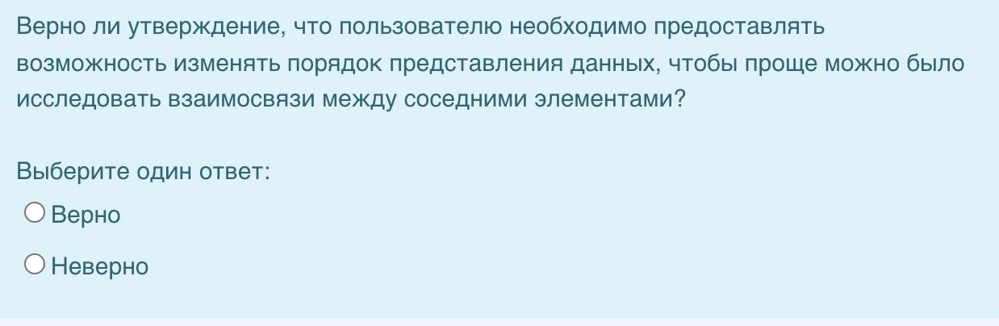 Верно ли утверждение, что пользователю необходимо предоставлять
возможность изменять порядок представления данных, чтобы проще можно было
исследовать взаимосвязи между соседними элементами?
Выберите один ответ:
Верно
Неверно